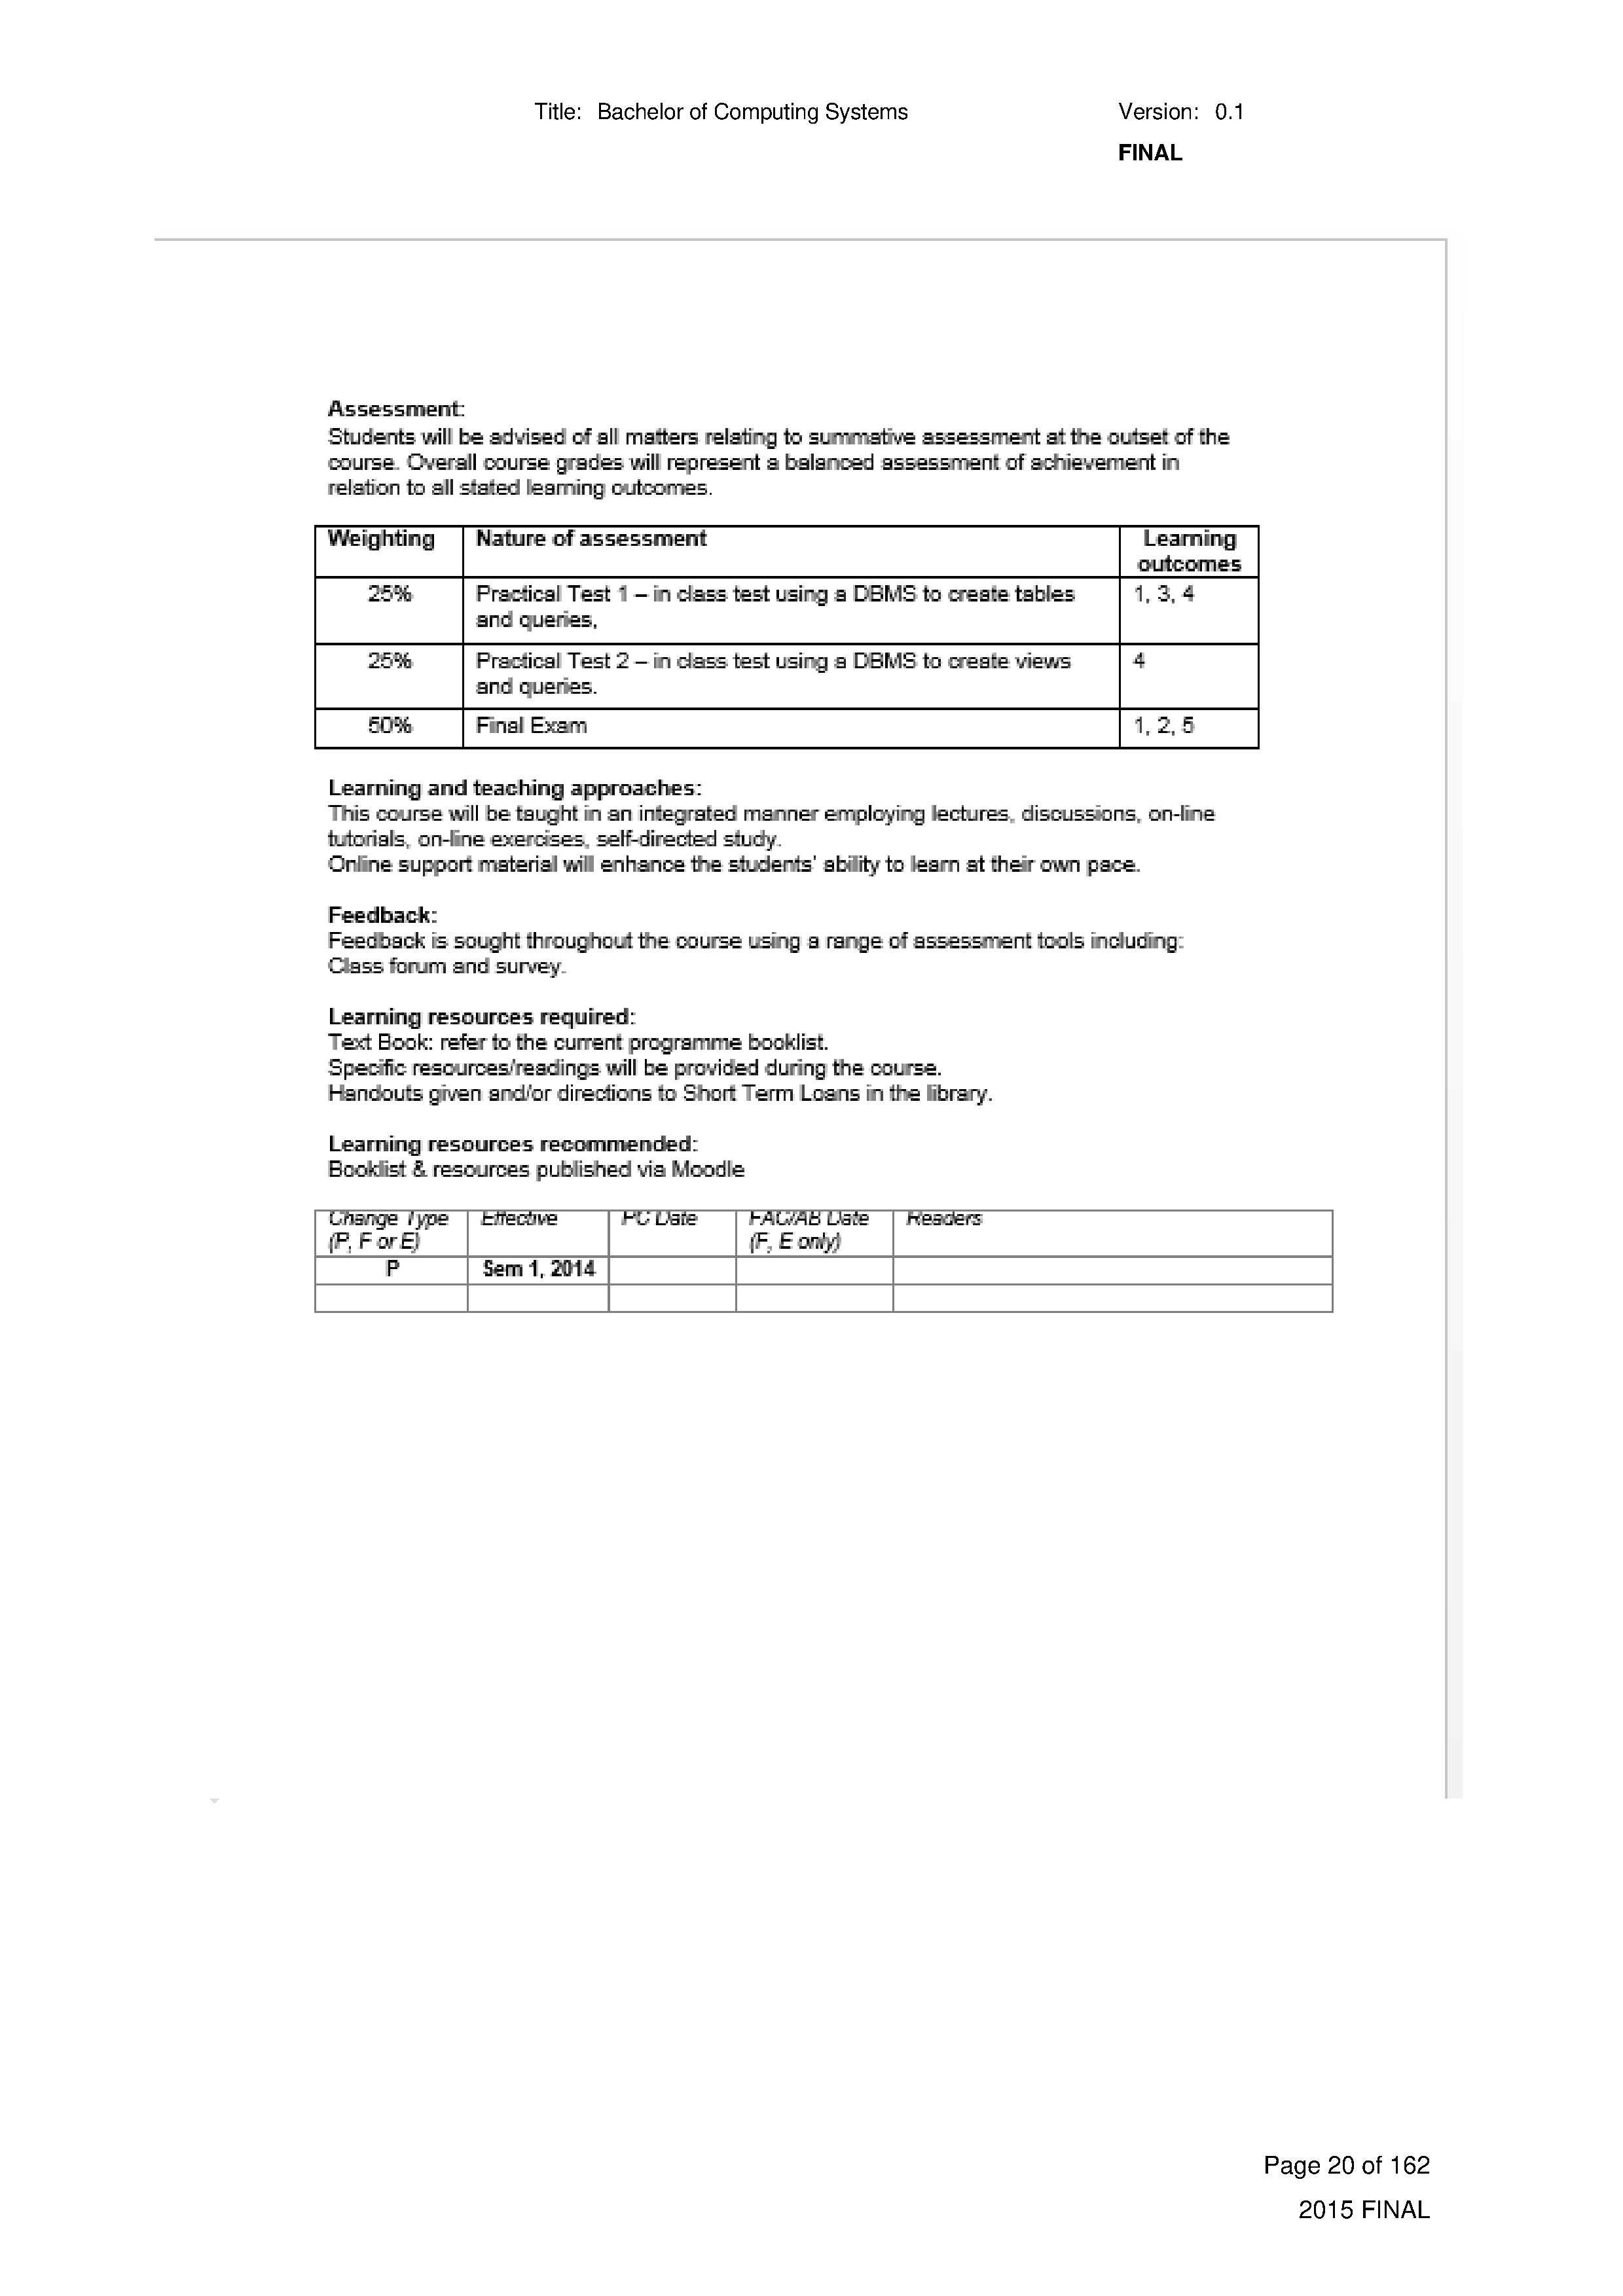 Title: Bachelor of Computing Systems Version: 0.1
FINAL
Assessment:
Students will be advised of all matters relating to summative assessment at the outset of the
course. Overall course grades will represent a balanced assessment of achievement in
relation to all stated learning outcomes.
Weighting Nature of assessment Learning
outcomes
25% Practical Test 1 – in class test using a DBMS to create tables 1, 3, 4
and queries,
25% Practical Test 2 – in class test using a DBMS to create views 4
and queries.
50% Final Exam 1, 2, 5
Learning and teaching approaches:
This course will be taught in an integrated manner employing lectures, discussions, on-line
tutorials, on-line exercises, self-directed study.
Online support material will enhance the students' ability to learn at their own pace.
Feedback:
Feedback is sought throughout the course using a range of assessment tools including:
Class forum and survey.
Learning resources required:
Text Book: refer to the current programme booklist.
Specific resources/readings will be provided during the course.
Handouts given and/or directions to Short Term Loans in the library.
Learning resources recommended:
Booklist & resources published via Moodle
Change Type Effective PC Date FAC/AB Date Readers
(P, F or E) (F, E only)
P Sem 1, 2014
Page 20 of 162
2015 FINAL